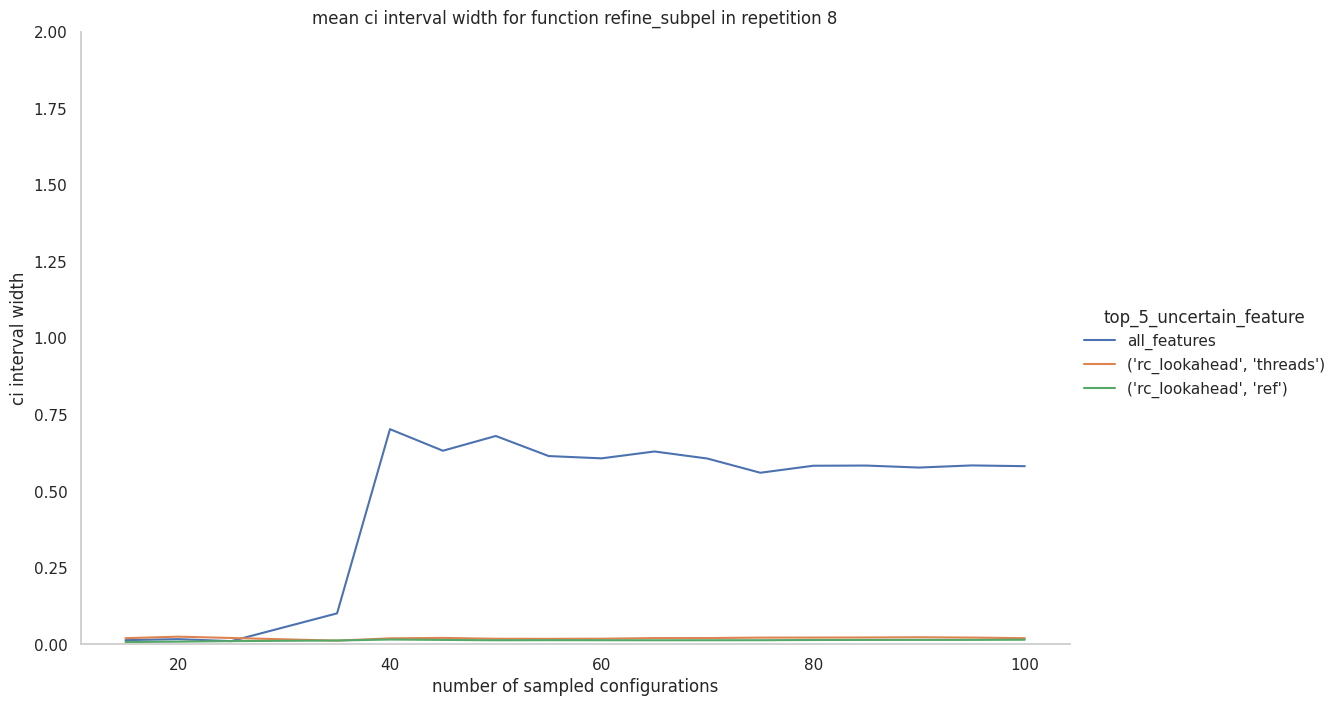 mean ci interval width for function refine_subpel in repetition 8
2.00
1.75
1.50
1.25
1.00
0.75
0.50
0.25
0.00
ci interval width
20
40
60
80
100
number of sampled configurations
top_5_uncertain_feature
all_features
('rc_lookahead', 'threads')
('rc_lookahead', 'ref')